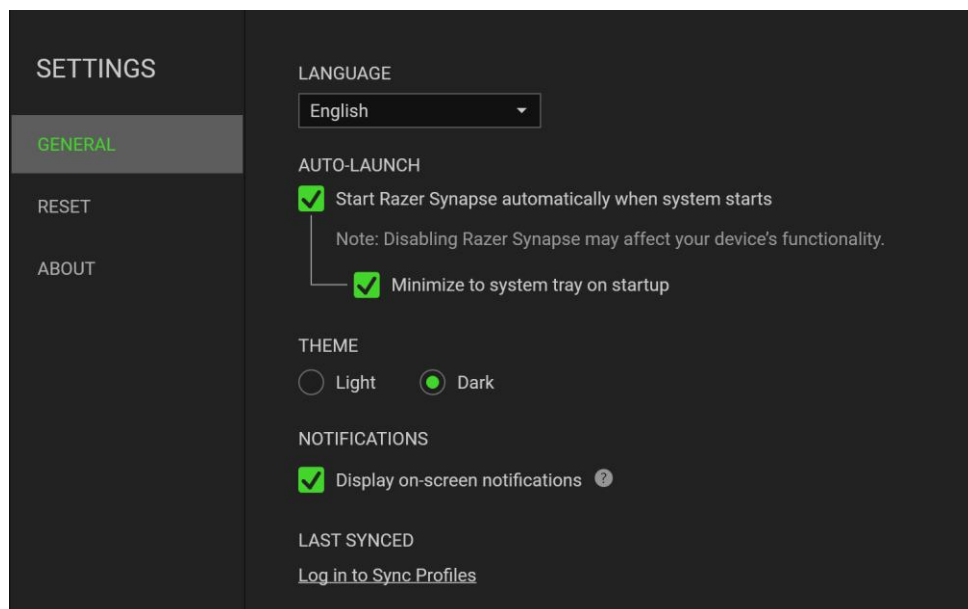 SETTINGS
GENERAL
RESET
ABOUT
LANGUAGE
English
AUTO-LAUNCH
Start Razer Synapse automatically when system starts
Note: Disabling Razer Synapse may affect your device’s functionality.
Minimize to system tray on startup
THEME
Light Dark
NOTIFICATIONS
Display on-screen notifications ?
LAST SYNCED
Log in to Sync Profiles